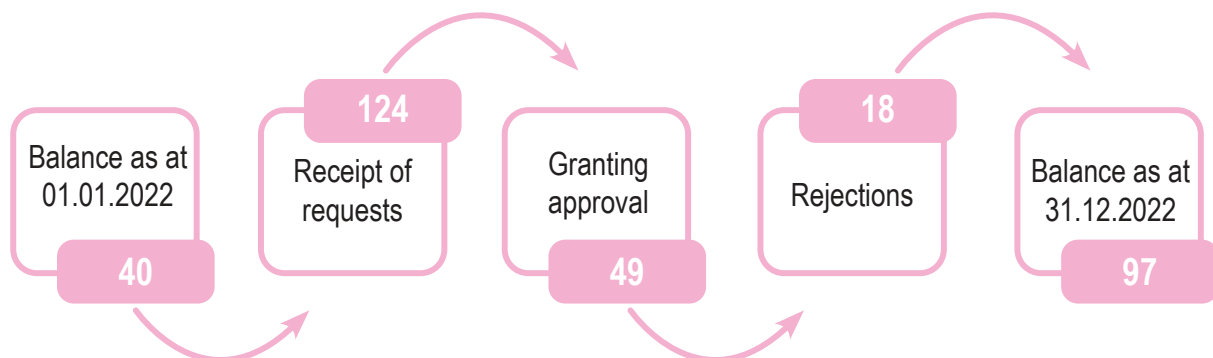 Balance as at
01.01.2022
40
124
Receipt of
requests
Granting
approval
49
18
Rejections
Balance as at
31.12.2022
97